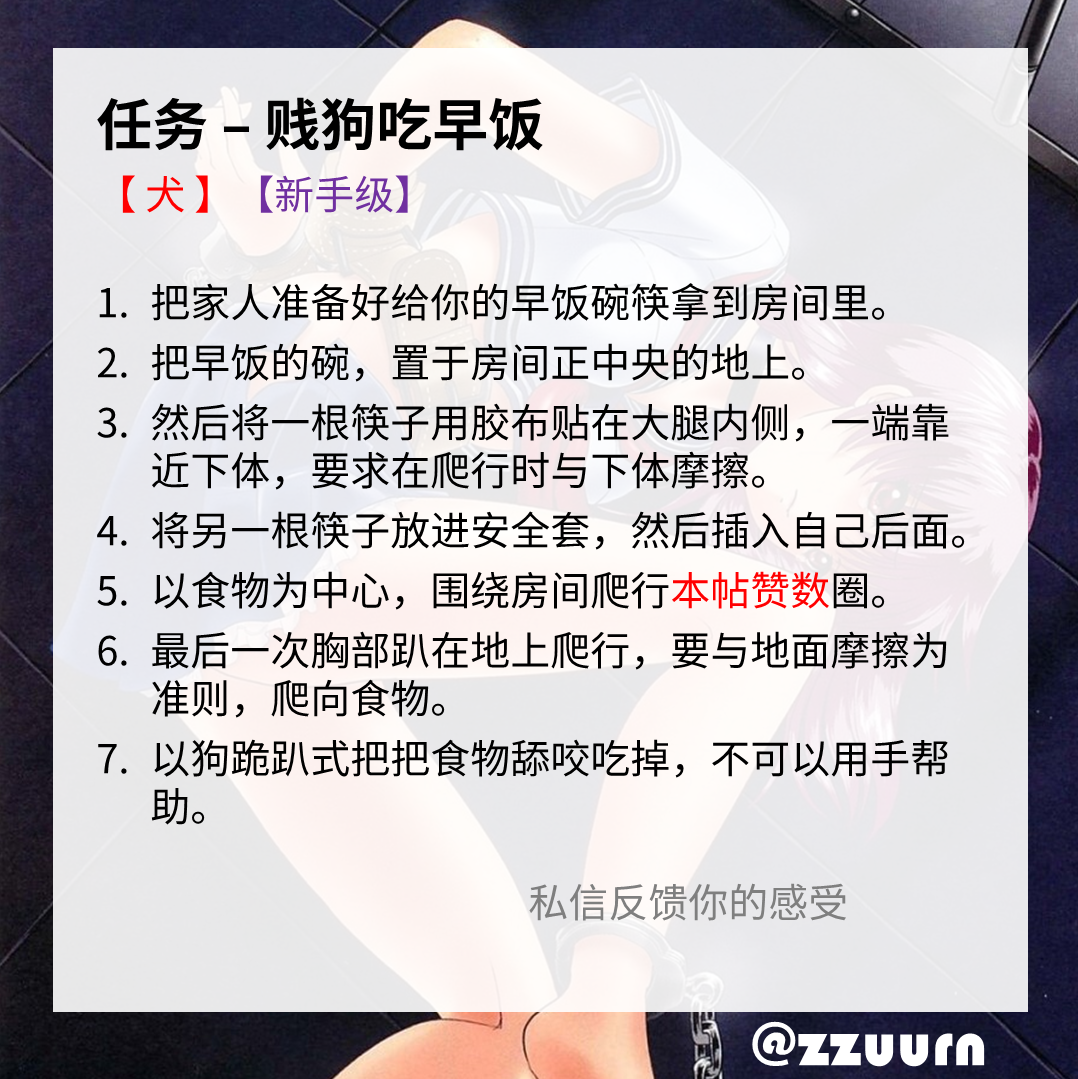 任务 – 贱狗吃早饭
【 犬 】 【新手级】
1. 把家人准备好给你的早饭碗筷拿到房间里。
2. 把早饭的碗，置于房间正中央的地上。
3. 然后将一根筷子用胶布贴在大腿内侧，一端靠
近下体，要求在爬行时与下体摩擦。
4. 将另一根筷子放进安全套，然后插入自己后面。
5. 以食物为中心，围绕房间爬行本帖赞数圈。
6. 最后一次胸部趴在地上爬行，要与地面摩擦为
准则，爬向食物。
7. 以狗跪趴式把把食物舔咬吃掉，不可以用手帮
助。
私信反馈你的感受
@zzuurn